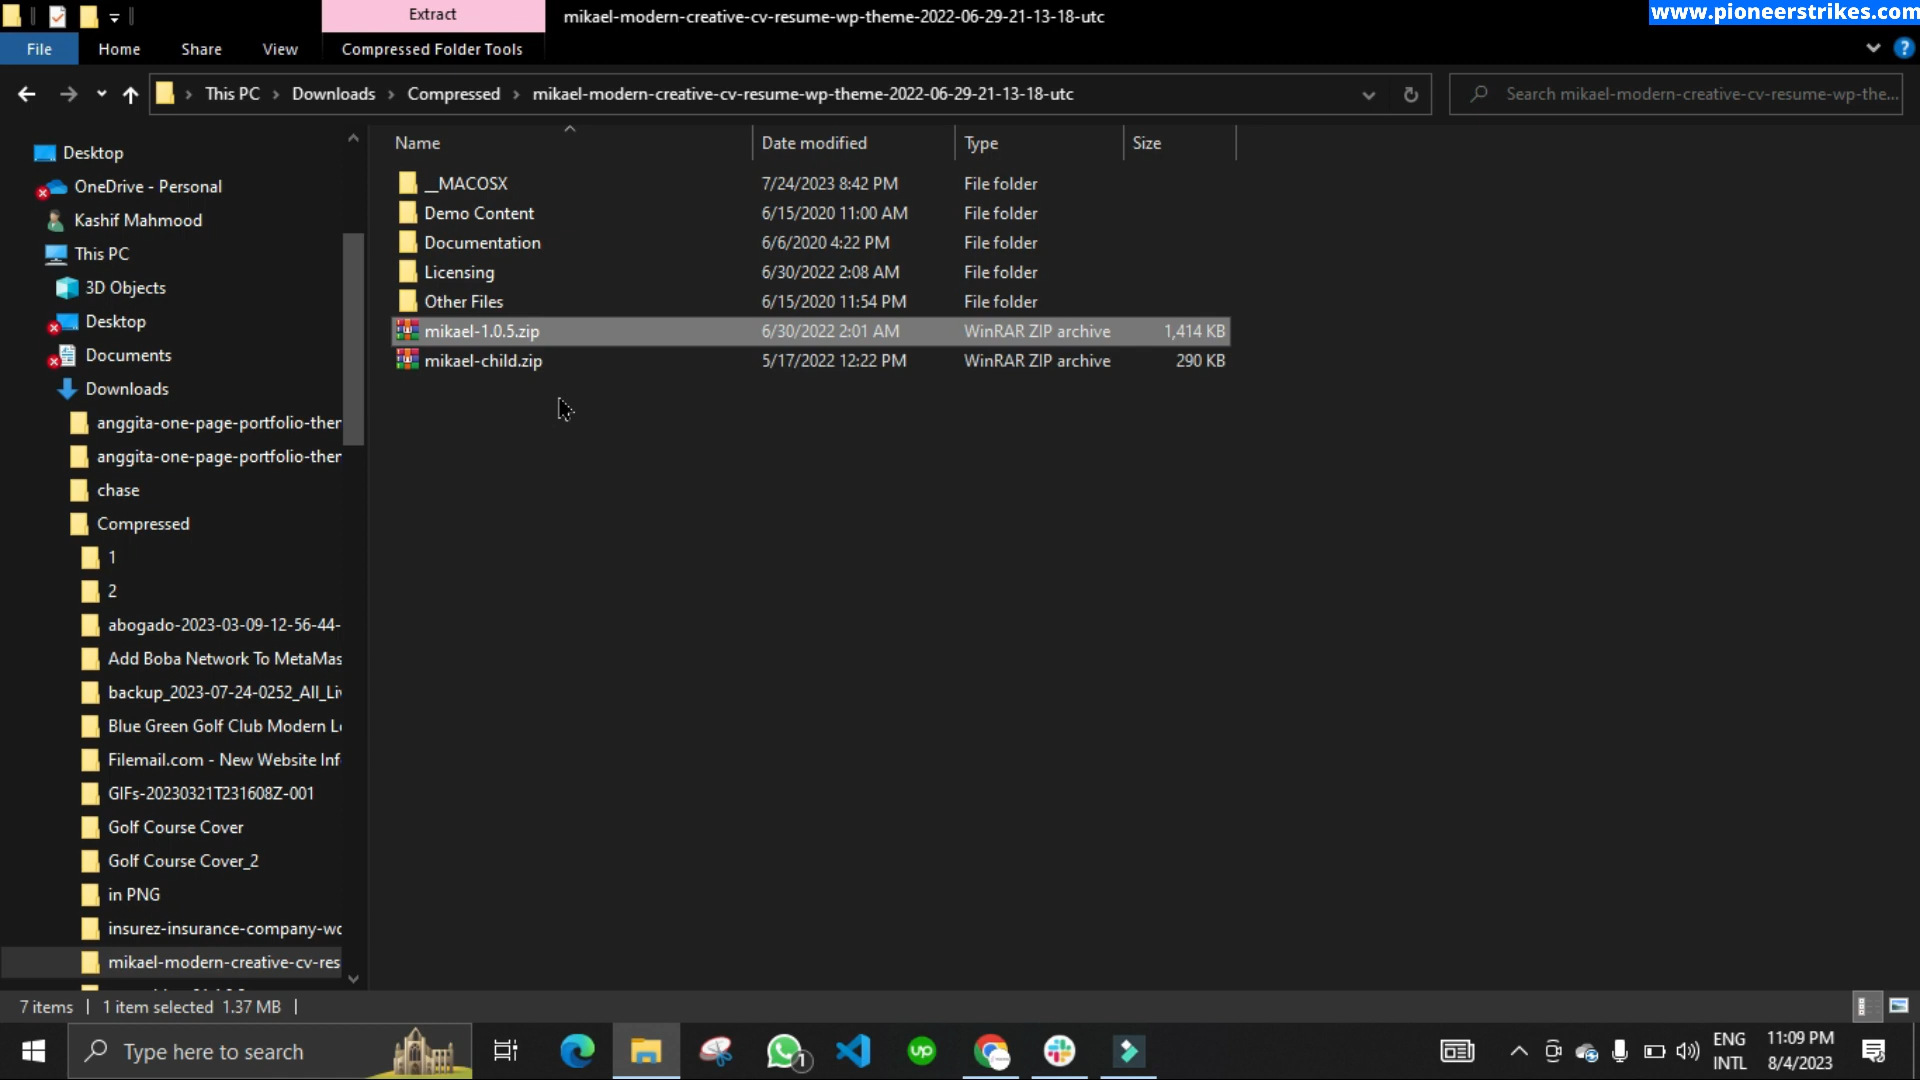 Extract
mikael-modern-creative-cv-resume-wp-theme-2022-06-29-21-13-18-utc
www.pioneerstrikes.com
File
Home
Share
View
Compressed Folder Tools
This PC
Downloads
Compressed
mikael-modern-creative-cv-resume-wp-theme-2022-06-29-21-13-18-utc
Search mikael-modern-creative-cv-resume-wp-the...
Name
Date modified
Type
Size
__MACOSX 7/24/2023 8:42 PM File folder
Demo Content 6/15/2020 11:00 AM File folder
Documentation 6/6/2020 4:22 PM File folder
Licensing 6/30/2022 2:08 AM File folder
Other Files 6/15/2020 11:54 PM File folder
mikael-1.0.5.zip 6/30/2022 2:01 AM WinRAR ZIP archive 1,414 KB
mikael-child.zip 5/17/2022 12:22 PM WinRAR ZIP archive 290 KB
Desktop
OneDrive - Personal
Kashif Mahmood
This PC
3D Objects
Desktop
Documents
Downloads
anggita-one-page-portfolio-ther
anggita-one-page-portfolio-ther
chase
Compressed
1
2
abogado-2023-03-09-12-56-44-
Add Boba Network To MetaMas
backup_2023-07-24-0252_All_Li
Blue Green Golf Club Modern L
Filemail.com - New Website Inf
GIFs-20230321T231608Z-001
Golf Course Cover
Golf Course Cover_2
in PNG
insurez-insurance-company-wo
mikael-modern-creative-cv-res
7 items
1 item selected 1.37 MB
Type here to search
up
1
ENG
INTL
11:09 PM
8/4/2023